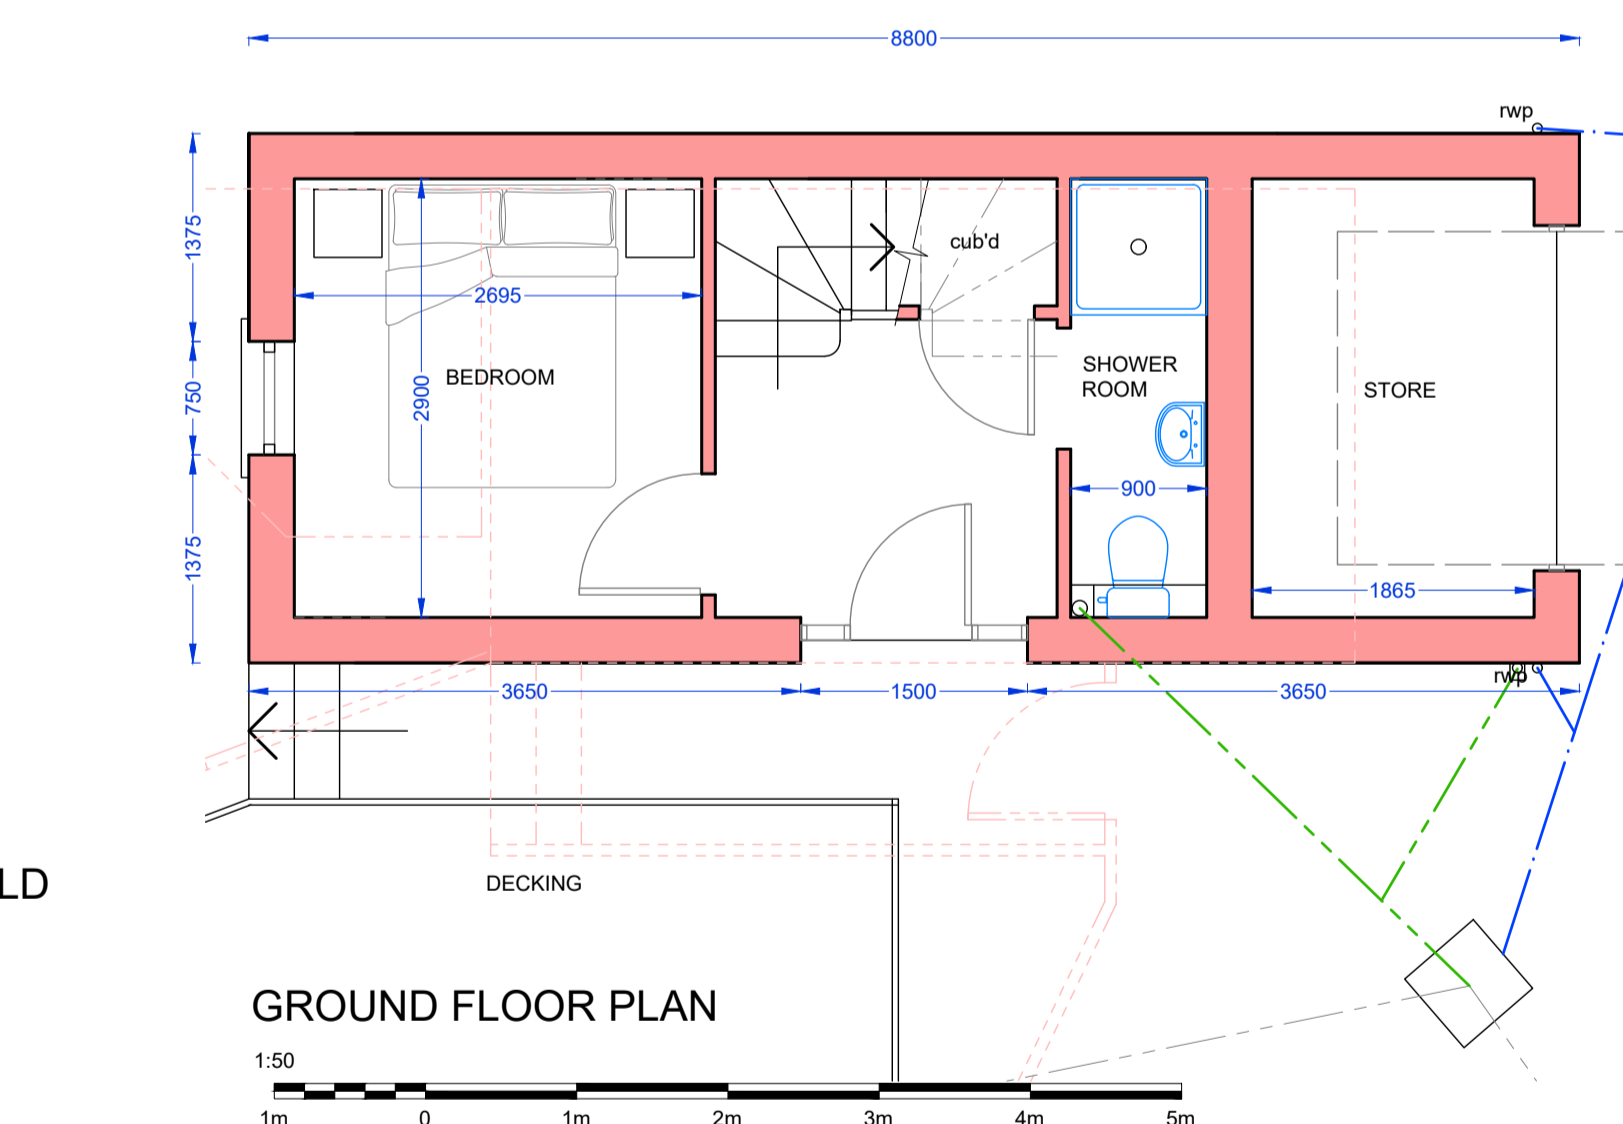 8800
rwp
1375
cub'd
2695
BEDROOM
2900
750
SHOWER
ROOM
STORE
900
1375
1865
3650
1500
3650
rwp
DECKING
LD
GROUND FLOOR PLAN
1:50
1m 0 1m 2m 3m 4m 5m